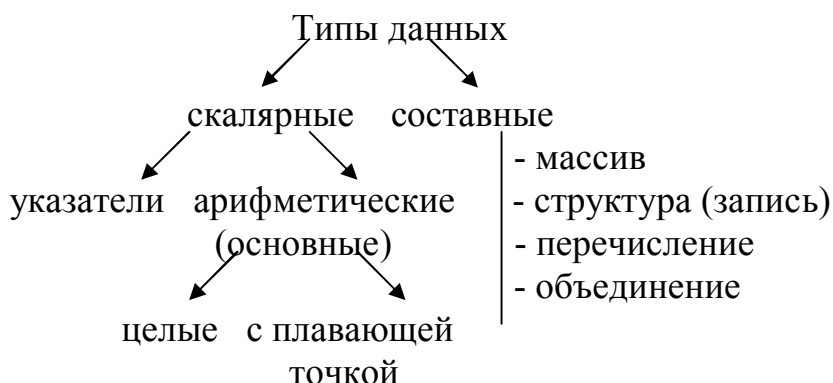 Типы данных
скалярные составные
- массив
указатели арифметические - структура (запись)
(основные) - перечисление
- объединение
целые с плавающей
точкой